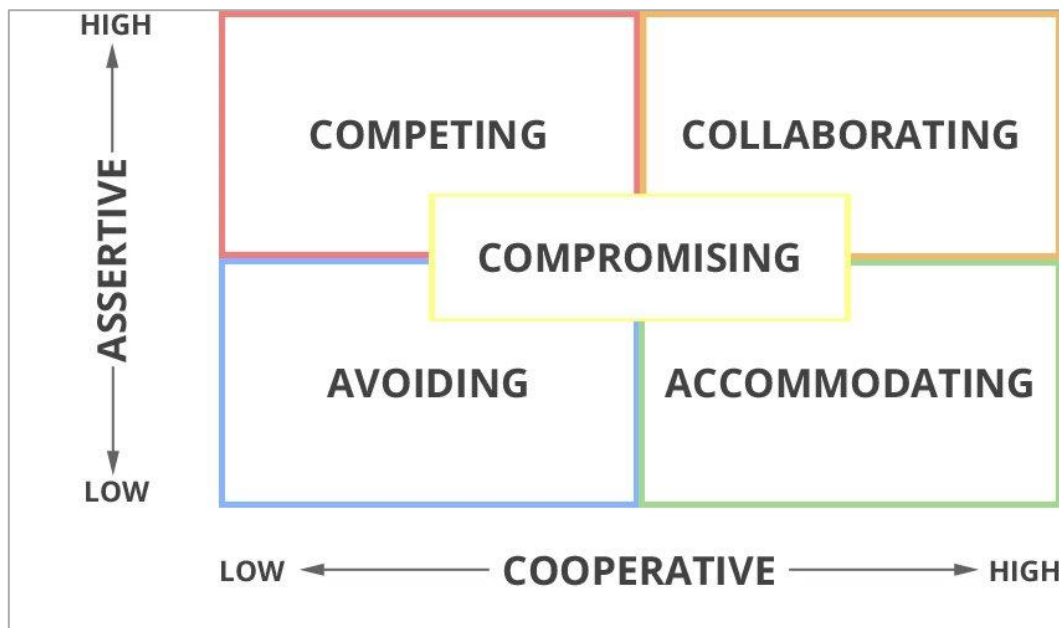 HIGH
COMPETING
COLLABORATING
ASSERTIVE
COMPROMISING
AVOIDING
ACCOMMODATING
LOW
LOW
COOPERATIVE
HIGH